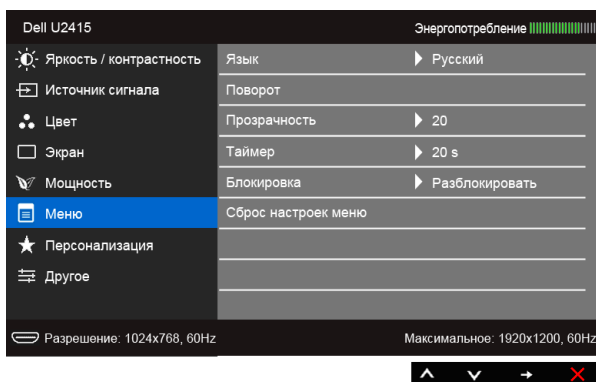 Dell U2415 Энергопотребление
Яркость / контрастность Язык Русский
Источник сигнала Поворот
Цвет Прозрачность 20
Экран Таймер 20 s
Мощность Блокировка Разблокировать
Меню Сброс настроек меню
Персонализация
Другое
Разрешение: 1024x768, 60Hz Максимальное: 1920x1200, 60Hz